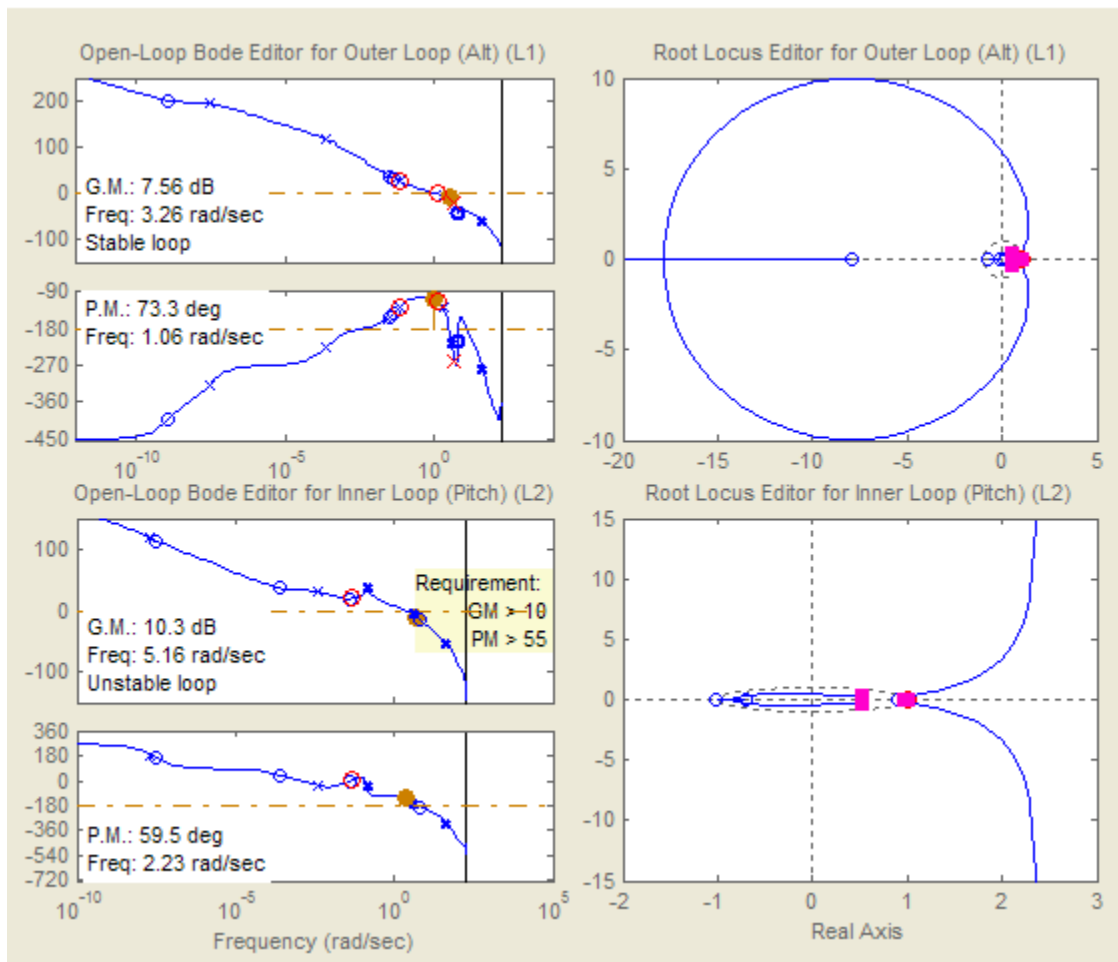 Open-Loop Bode Editor for Outer Loop (Alt) (L1)
200
100
0
-100
G.M.: 7.56 dB
Freq: 3.26 rad/sec
Stable loop
-90
-180
-270
-360
-450
P.M.: 73.3 deg
Freq: 1.06 rad/sec
10^-10
10^-5
10^0
Root Locus Editor for Outer Loop (Alt) (L1)
10
5
0
-5
-10
-20
-15
-10
-5
0
5
Open-Loop Bode Editor for Inner Loop (Pitch) (L2)
100
0
-100
Requirement:
GM > 10
PM > 55
G.M.: 10.3 dB
Freq: 5.16 rad/sec
Unstable loop
360
180
0
-180
-360
-540
-720
P.M.: 59.5 deg
Freq: 2.23 rad/sec
10^-10
10^-5
10^0
10^5
Frequency (rad/sec)
Root Locus Editor for Inner Loop (Pitch) (L2)
15
10
5
0
-5
-10
-15
-2
-1
0
1
2
3
Real Axis